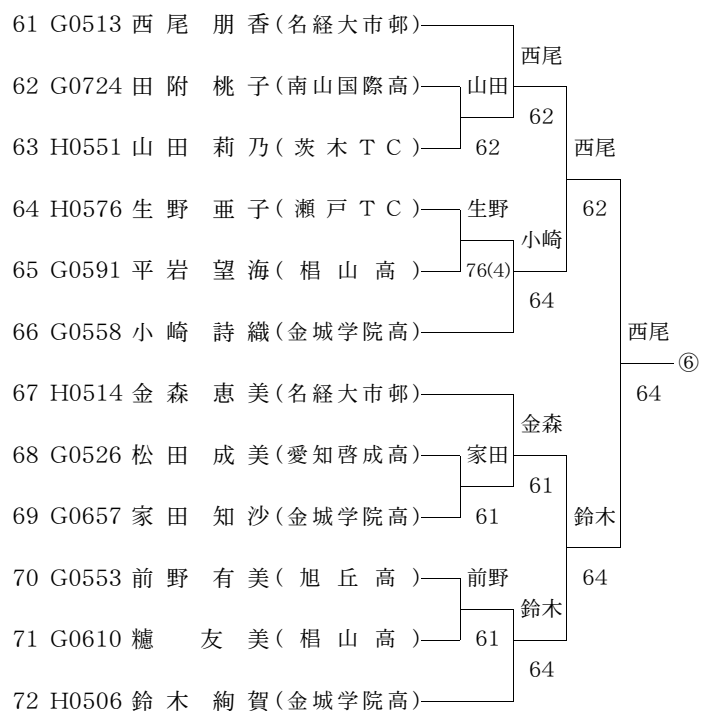 61 G0513 西尾 朋香(名経大市邨)
西尾
62 G0724 田附 桃子(南山国際高) 山田
62
63 H0551 山田 莉乃(茨木TC) 62 西尾
64 H0576 生野 亜子(瀬戸TC) 生野 62
小崎
65 G0591 平岩 望海(椙山高) 76(4)
64
66 G0558 小崎 詩織(金城学院高) 西尾
⑥
67 H0514 金森 恵美(名経大市邨) 64
金森
68 G0526 松田 成美(愛知啓成高) 家田
61
69 G0657 家田 知沙(金城学院高) 61 鈴木
70 G0553 前野 有美(旭丘高) 前野 64
鈴木
71 G0610 糀 友美(椙山高) 61
64
72 H0506 鈴木 絢賀(金城学院高)